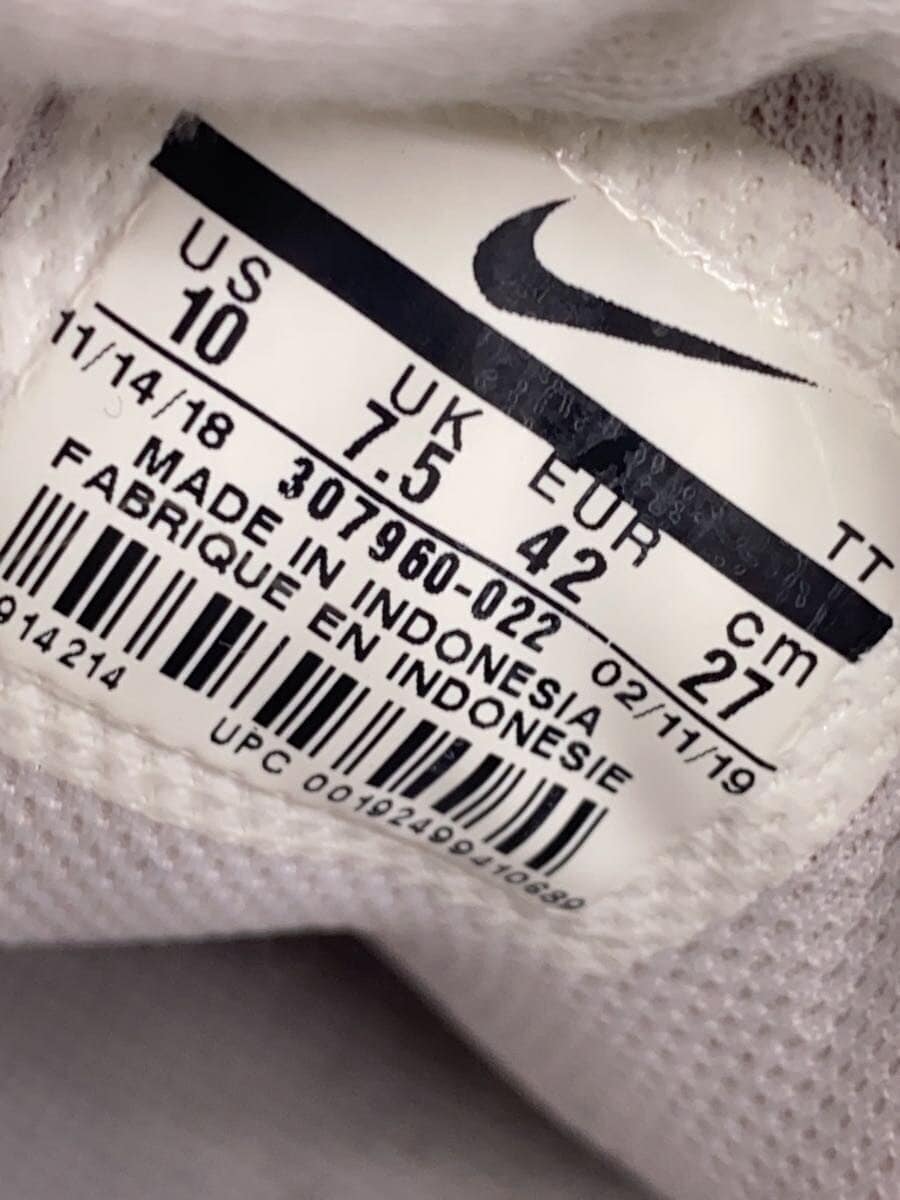 TT
US UK EUR cm
10 7.5 42 27
11/14/18 307960-022 02/11/19
MADE IN INDONESIA
FABRIQUE EN INDONESIE
914214
UPC 00192499410689